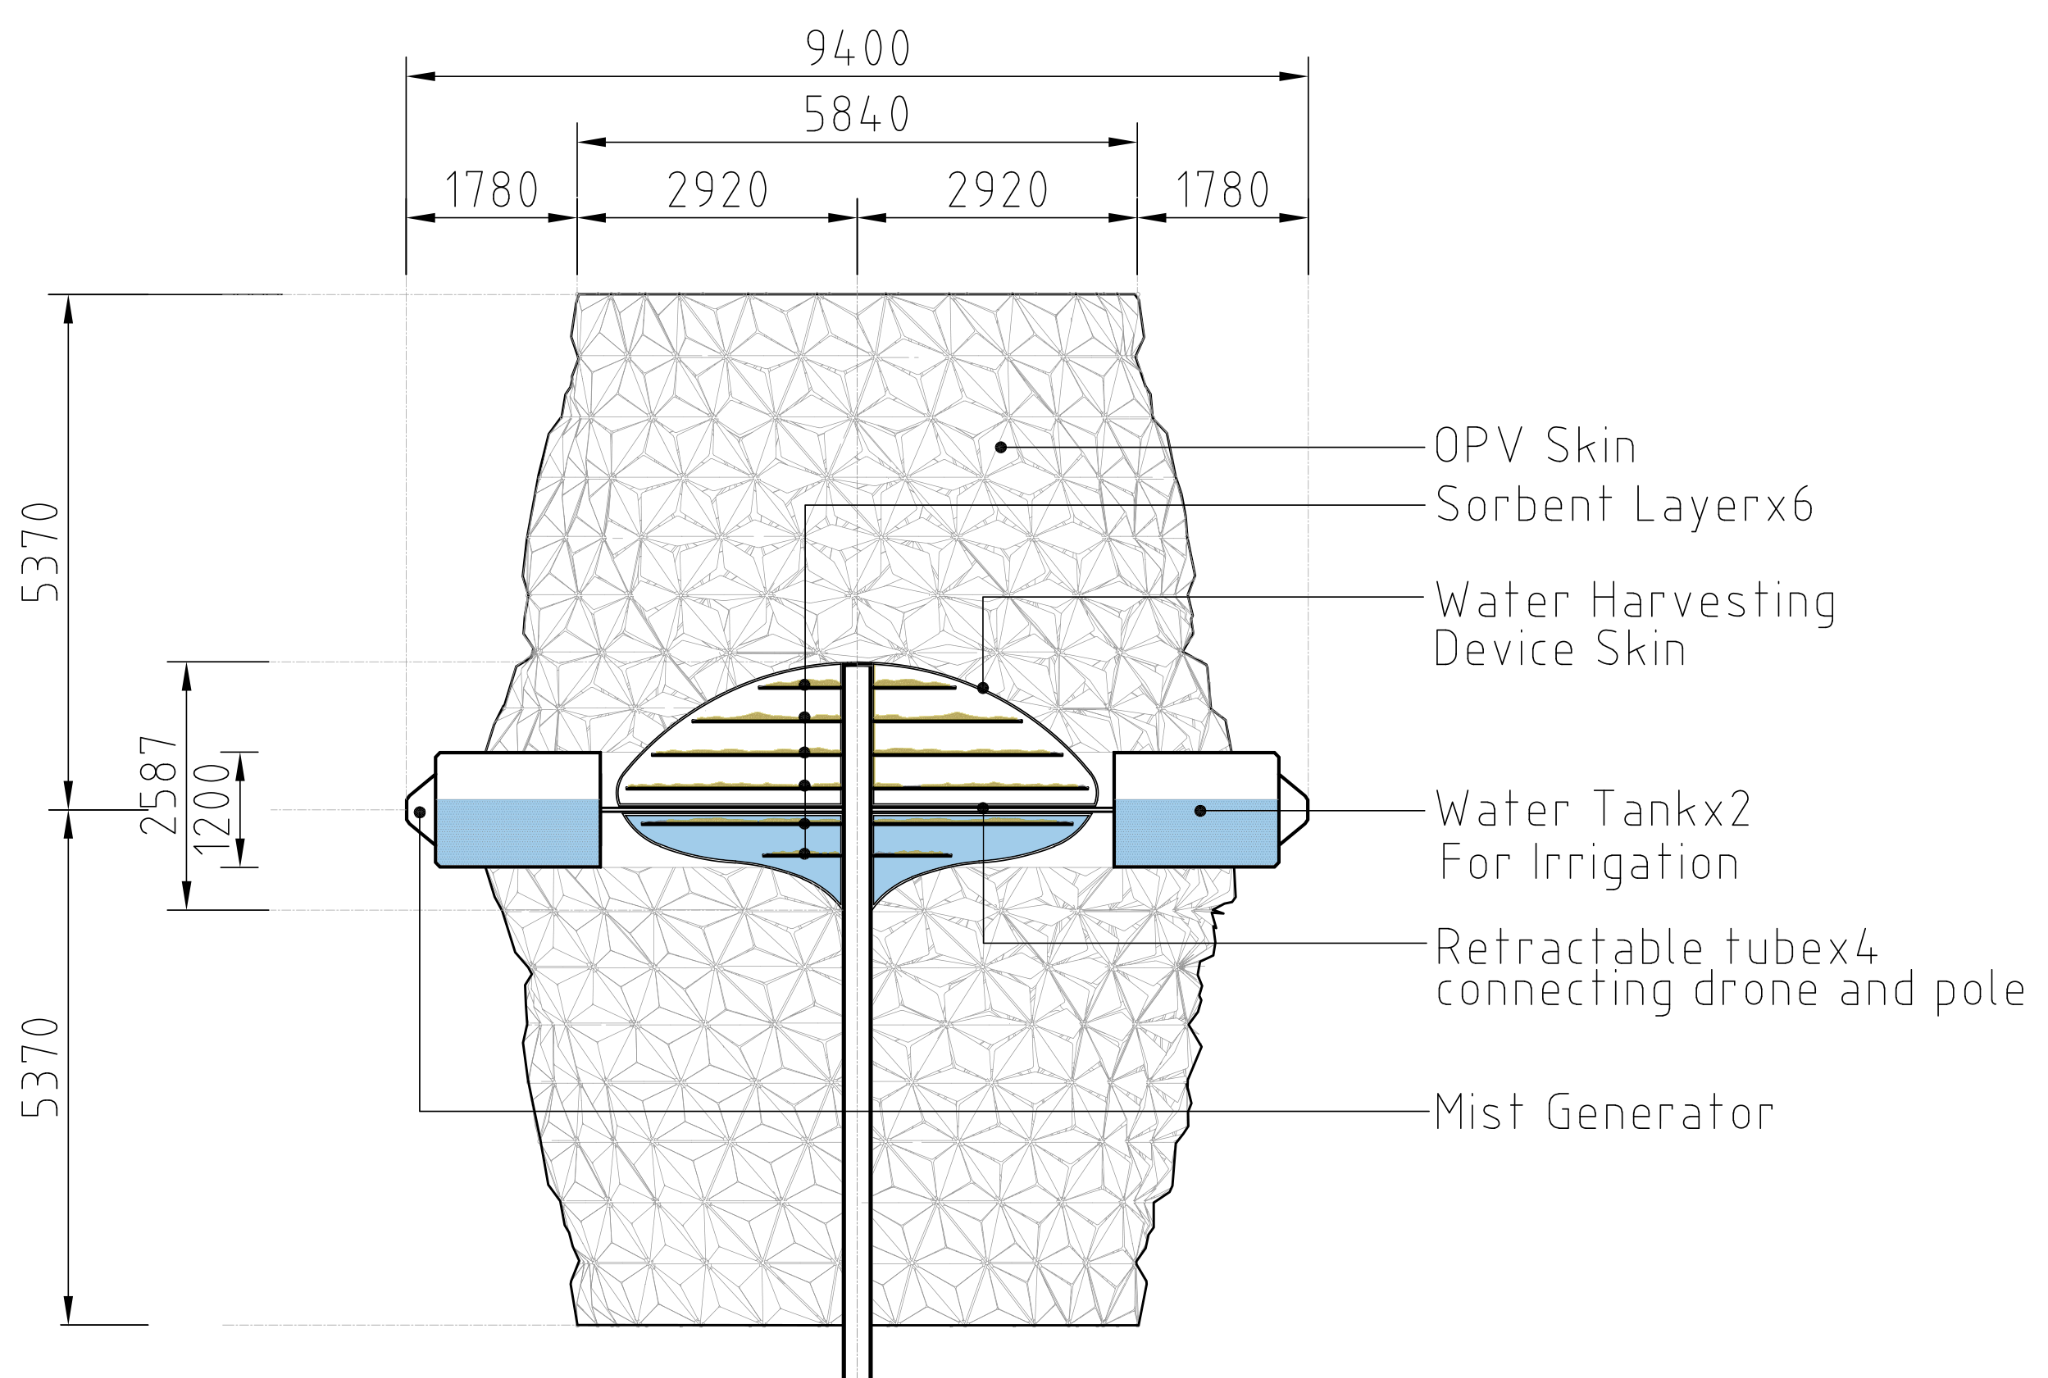 9400
5840
1780 2920 2920 1780
OPV Skin
Sorbent Layerx6
5370
Water Harvesting
Device Skin
2587
1200
Water Tankx2
For Irrigation
Retractable tubex4
connecting drone and pole
5370
Mist Generator